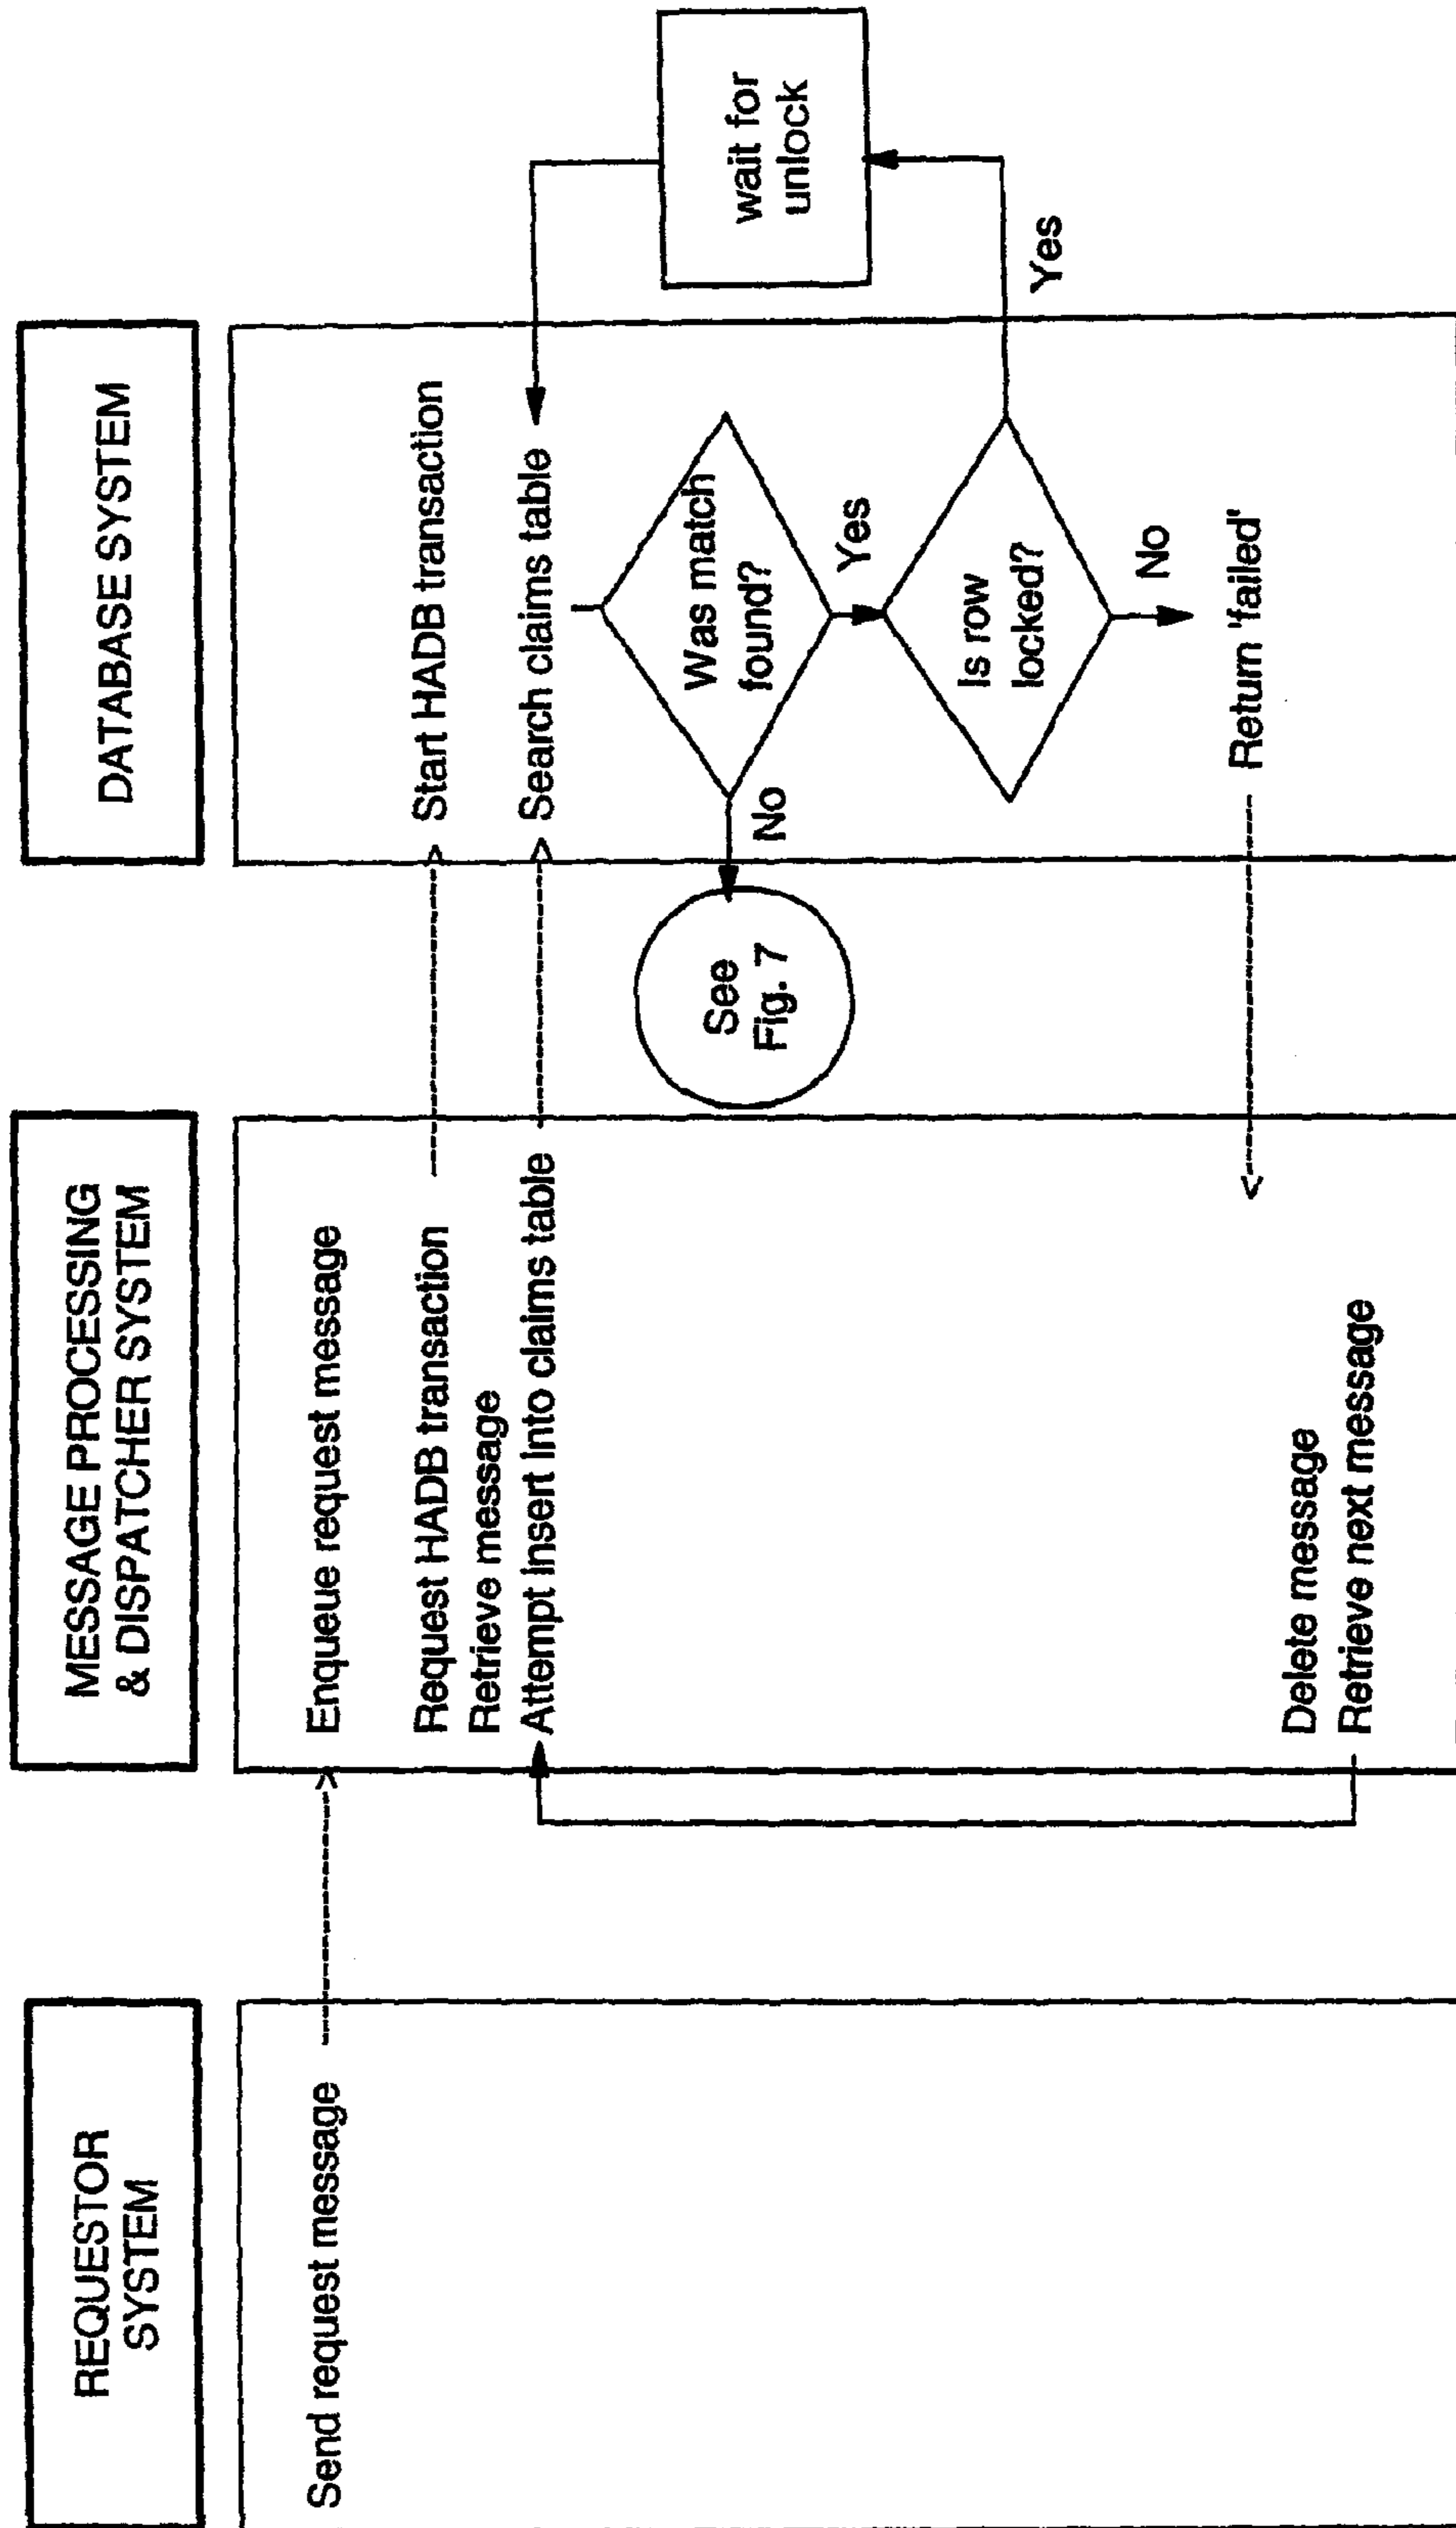 REQUESTOR
SYSTEM
MESSAGE PROCESSING
& DISPATCHER SYSTEM
DATABASE SYSTEM
Send request message
Enqueue request message
Request HADB transaction
Start HADB transaction
Retrieve message
Attempt insert into claims table
Search claims table
Was match
found?
No
Yes
See
Fig. 7
wait for
unlock
Is row
locked?
Yes
No
Return 'failed'
Delete message
Retrieve next message